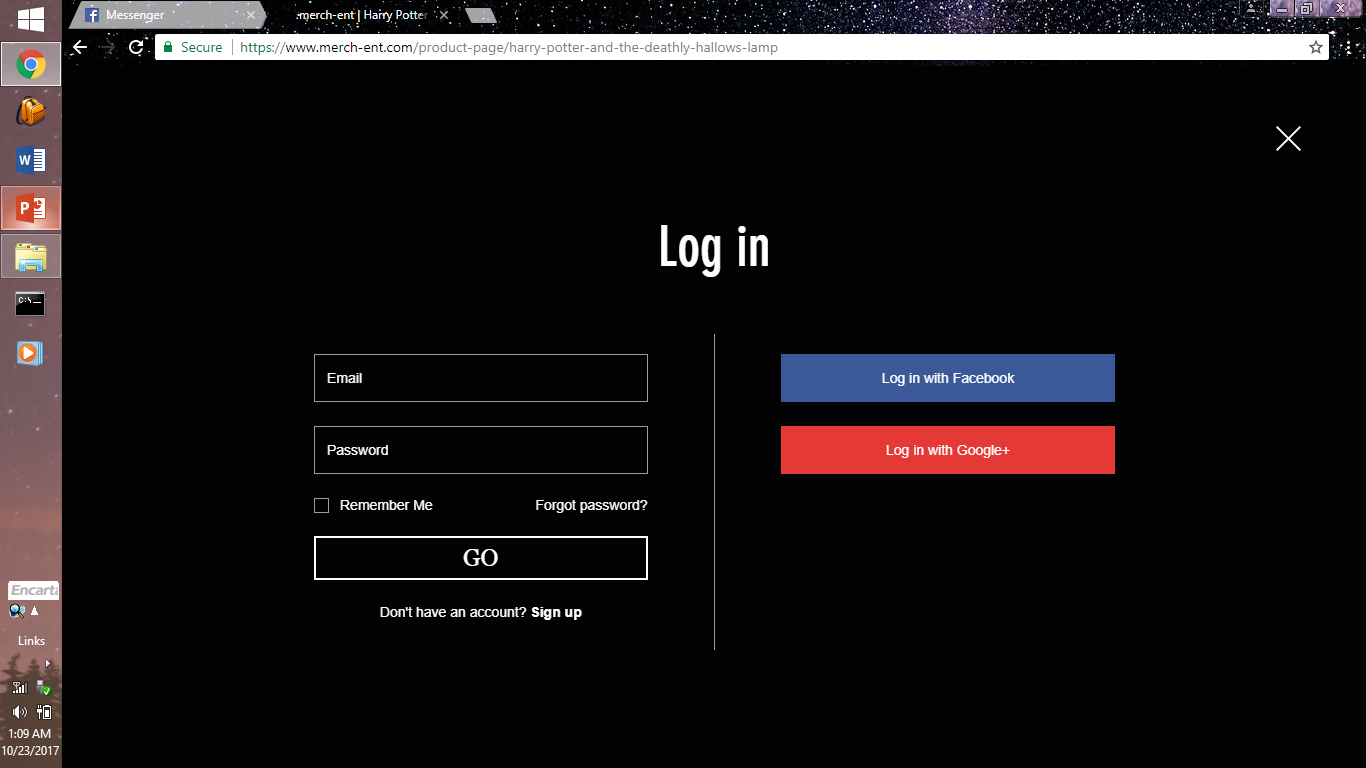 Messenger
merch-ent | Harry Potter
Secure
https://www.merch-ent.com/product-page/harry-potter-and-the-deathly-hallows-lamp
Log in
Email
Password
Remember Me
Forgot password?
GO
Don't have an account? Sign up
Log in with Facebook
Log in with Google+
Encarta
Links
1:09 AM
10/23/2017